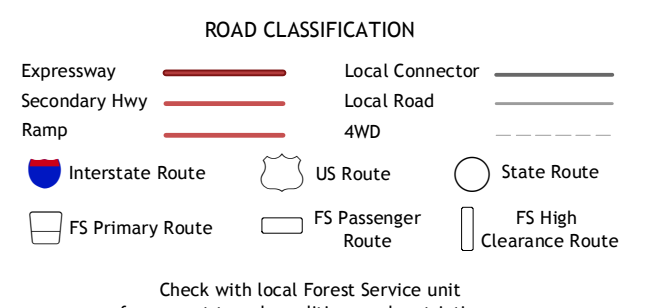 ROAD CLASSIFICATION
Expressway
Local Connector
Secondary Hwy
Local Road
Ramp
4WD
Interstate Route
US Route
State Route
FS Primary Route
FS Passenger
Route
FS High
Clearance Route
Check with local Forest Service unit